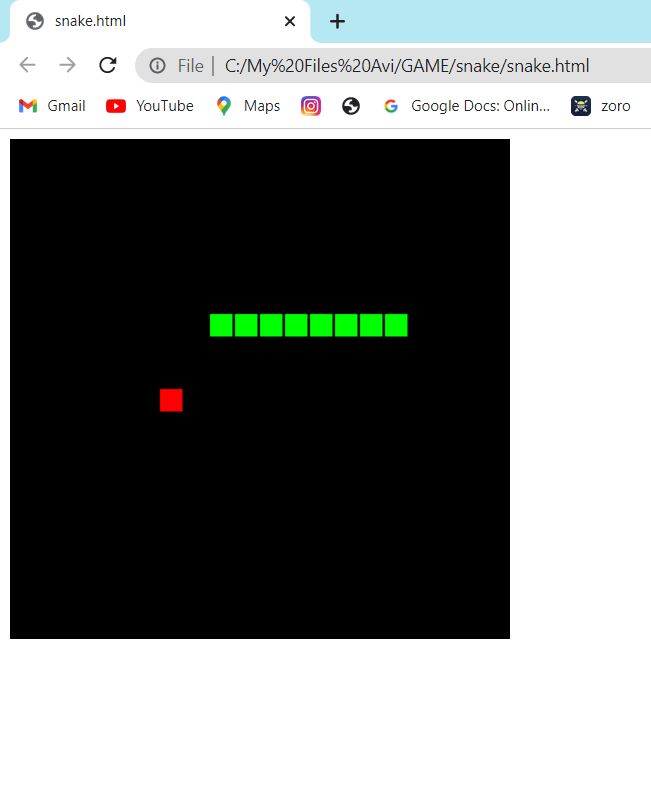 snake.html
File | C:/My%20Files%20Avi/GAME/snake/snake.html
Gmail YouTube Maps Google Docs: Onlin... zoro